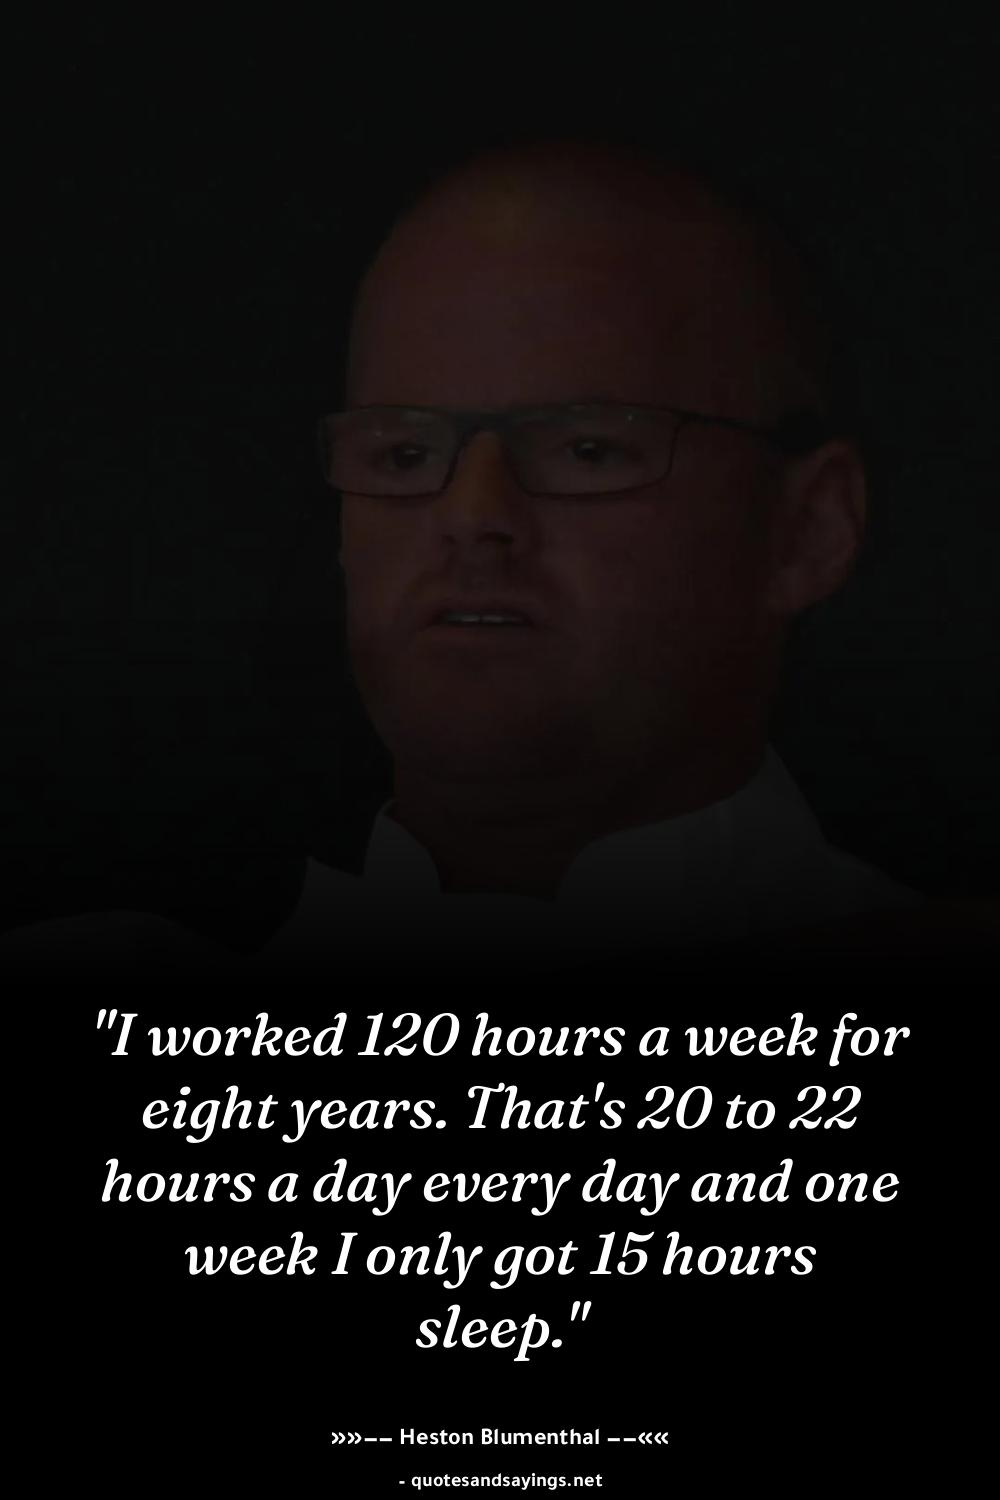 "I worked 120 hours a week for
eight years. That's 20 to 22
hours a day every day and one
week I only got 15 hours
sleep."
»»−− Heston Blumenthal −−««
- quotesandsayings.net